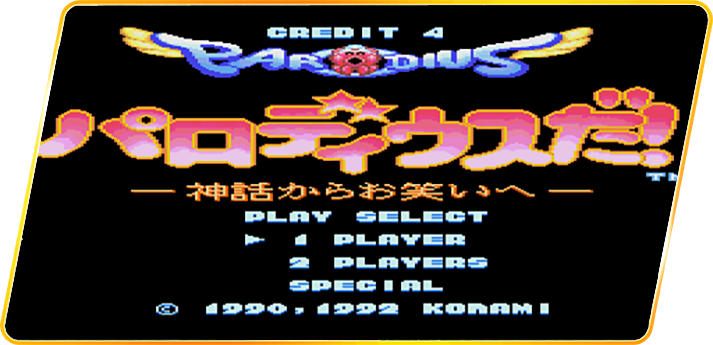 CREDIT 4
PARODIUS
パロディウスだ!
― 神話からお笑いへ ―
PLAY SELECT
► 1 PLAYER
2 PLAYERS
SPECIAL
© 1990,1992 KONAMI